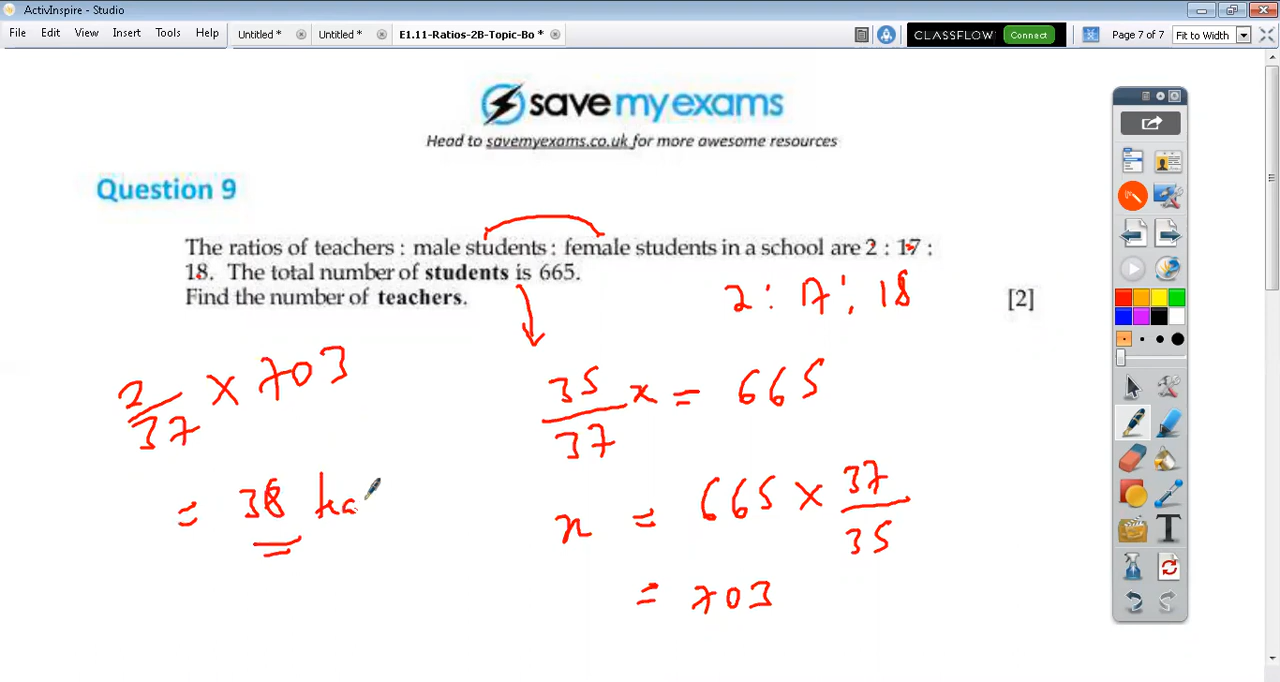 ActivInspire - Studio
File Edit View Insert Tools Help Untitled * Untitled * E1.11-Ratios-2B-Topic-Bo * CLASSFLOW Connect Page 7 of 7 Fit to Width
save my exams
Head to savemyexams.co.uk for more awesome resources
Question 9
The ratios of teachers : male students : female students in a school are 2 : 17 :
18. The total number of students is 665.
Find the number of teachers.
[2]
2 : 17 : 18
2/37 × 703
= 38
35/37 x = 665
x = 665 × 37/35
= 703